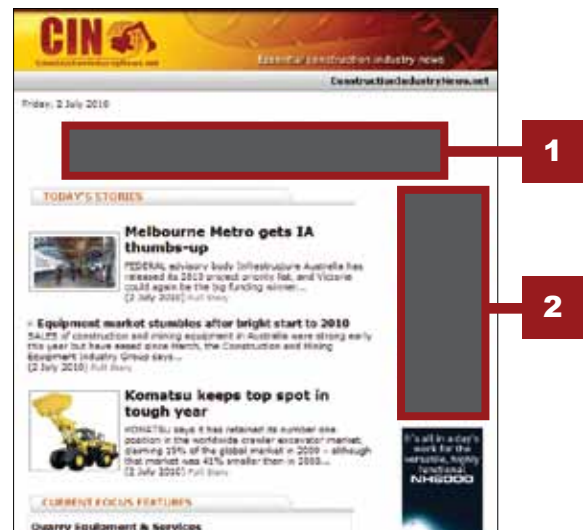 CIN
ConstructionIndustryNews.net
Essential construction industry news
ConstructionIndustryNews.net
Friday, 2 July 2010
1
TODAY'S STORIES
Melbourne Metro gets IA
thumbs-up
FEDERAL advisory body Infrastructure Australia has
released its 2010 project priority list, and Victoria
could again be the big funding winner...
(2 July 2010) Full Story
2
Equipment market stumbles after bright start to 2010
SALES of construction and mining equipment in Australia were strong early
this year but have eased since March, the Construction and Mining
Equipment Industry Group says...
(2 July 2010) Full Story
Komatsu keeps top spot in
tough year
KOMATSU says it has retained its number one
position in the worldwide crawler excavator market,
claiming 19% of the global market in 2009 - although
that market was 41% smaller than in 2008...
(2 July 2010) Full Story
It's all in a day's
work for the
versatile, highly
functional
NH6000
CURRENT FOCUS FEATURES
Quarry Equipment & Services